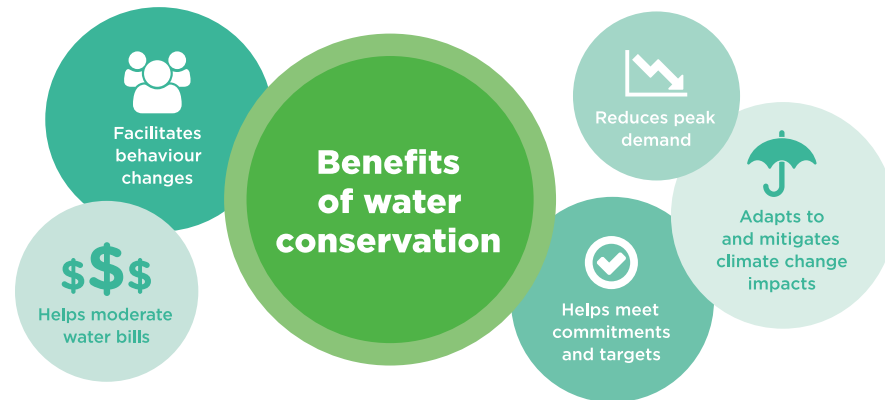 Facilitates
behaviour
changes
$$$
Helps moderate
water bills
Benefits
of water
conservation
Reduces peak
demand
Adapts to
and mitigates
climate change
impacts
Helps meet
commitments
and targets